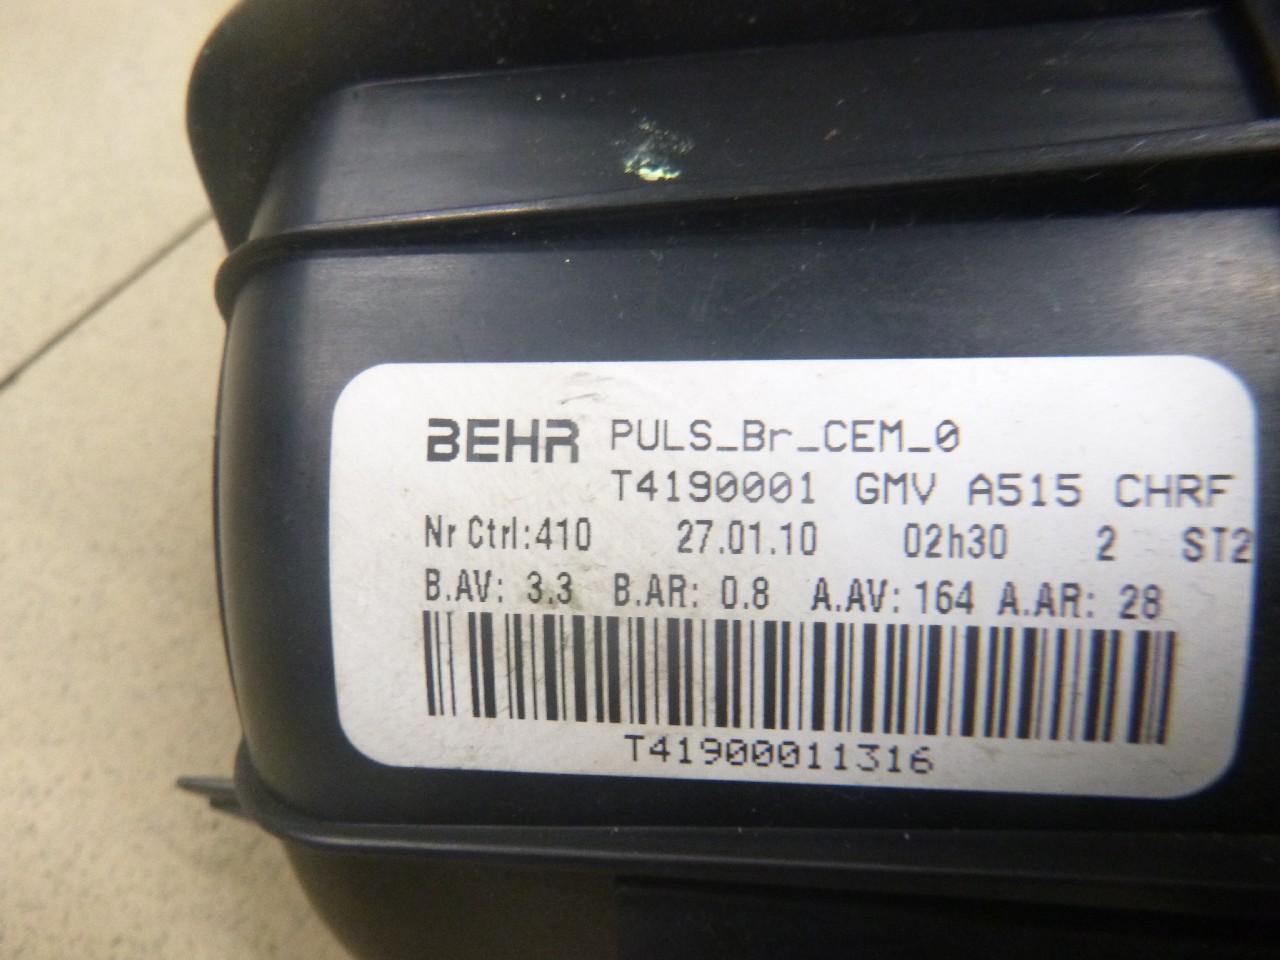 BEHR PULS_Br_CEM_0
T4190001 GMV A515 CHRF
Nr Ctrl:410 27.01.10 02h30 2 ST2
B.AV: 3.3 B.AR: 0.8 A.AV: 164 A.AR: 28
T41900011316